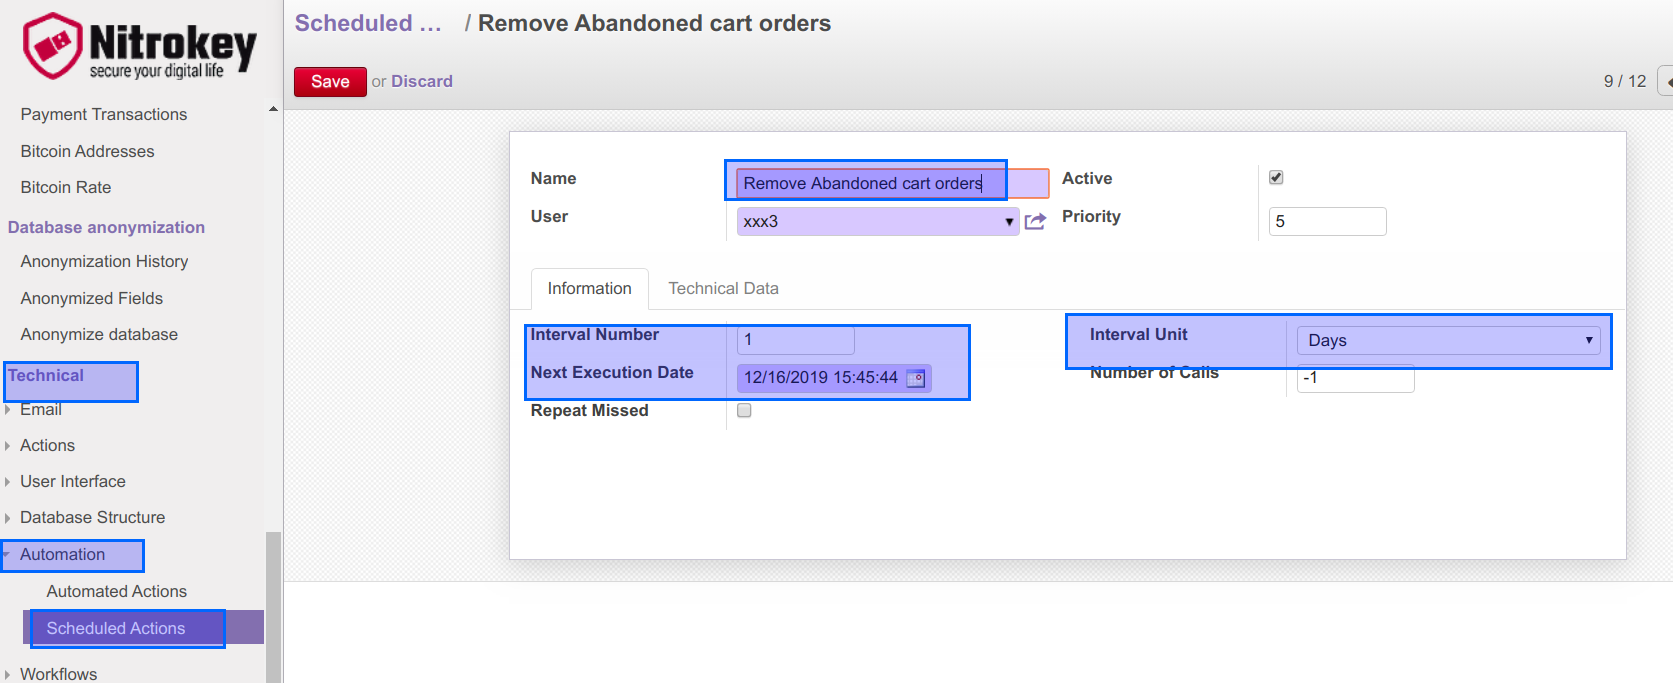 Nitrokey
secure your digital life
Payment Transactions
Bitcoin Addresses
Bitcoin Rate
Database anonymization
Anonymization History
Anonymized Fields
Anonymize database
Technical
Email
Actions
User Interface
Database Structure
Automation
Automated Actions
Scheduled Actions
Workflows
Scheduled ... / Remove Abandoned cart orders
Save or Discard
9 / 12
Name Remove Abandoned cart orders Active
User xxx3 Priority 5
Information Technical Data
Interval Number 1 Interval Unit Days
Next Execution Date 12/16/2019 15:45:44 Number of Calls -1
Repeat Missed